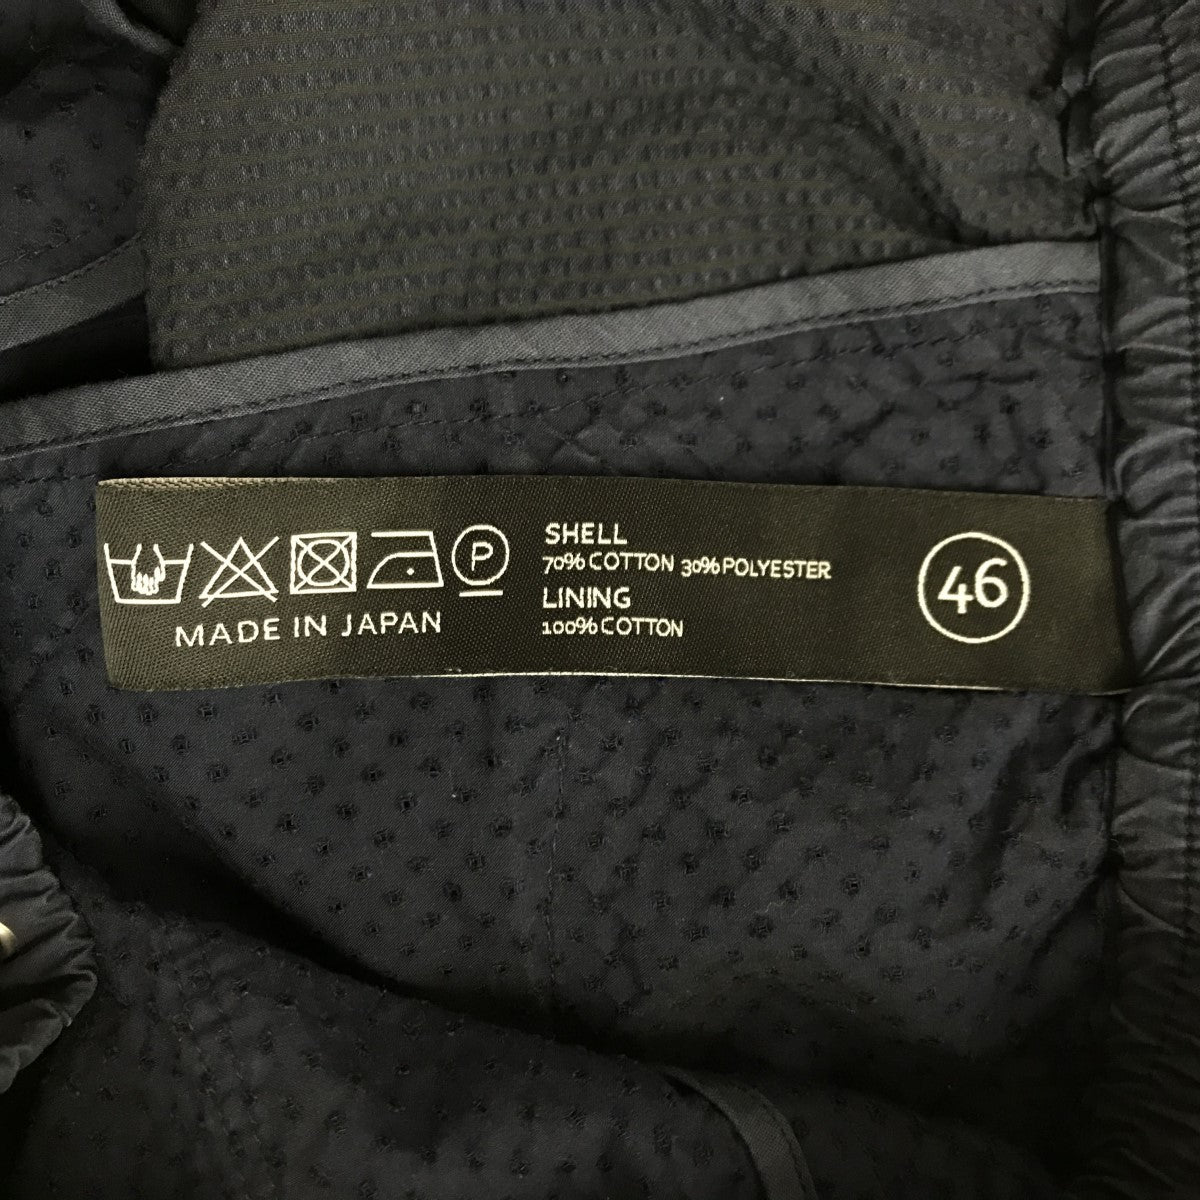 P
MADE IN JAPAN
SHELL
70% COTTON 30% POLYESTER
LINING
100% COTTON
46